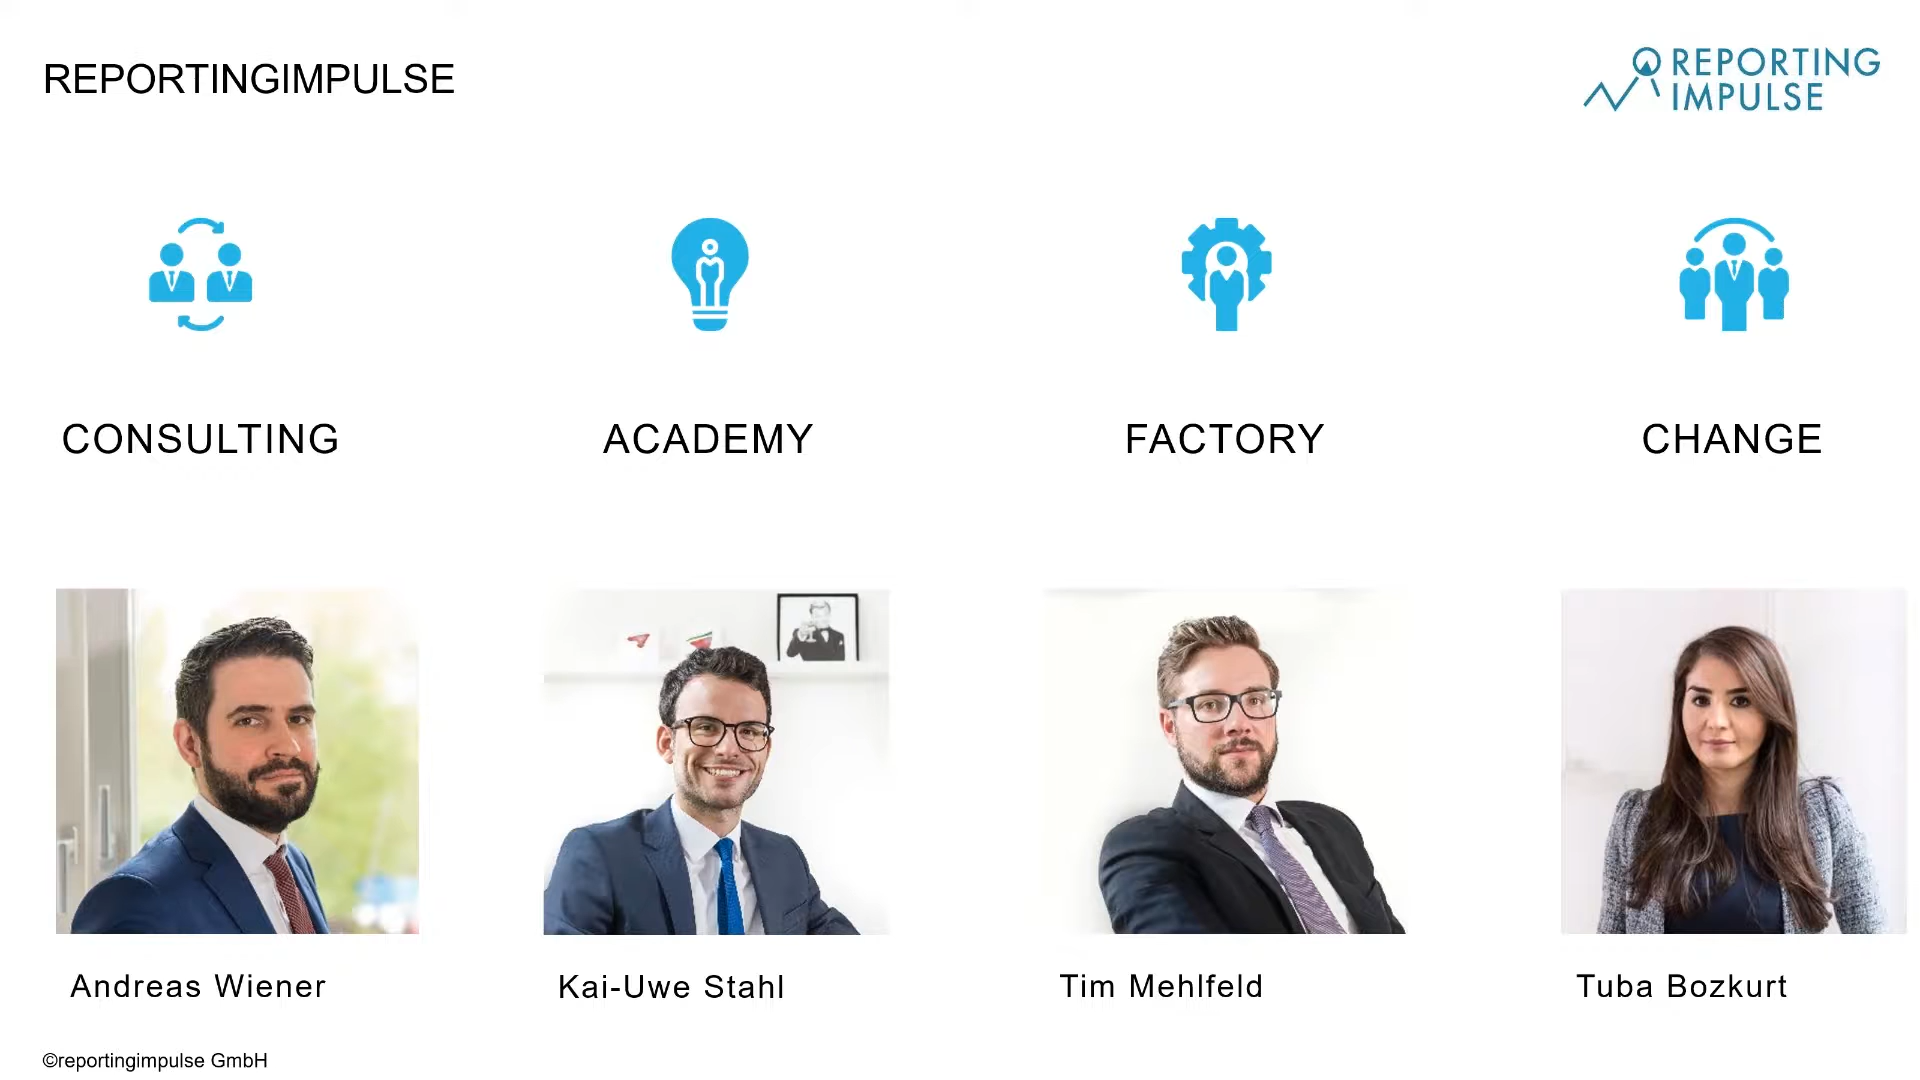 REPORTINGIMPULSE
REPORTING
IMPULSE
CONSULTING
ACADEMY
FACTORY
CHANGE
Andreas Wiener
Kai-Uwe Stahl
Tim Mehlfeld
Tuba Bozkurt
©reportingimpulse GmbH